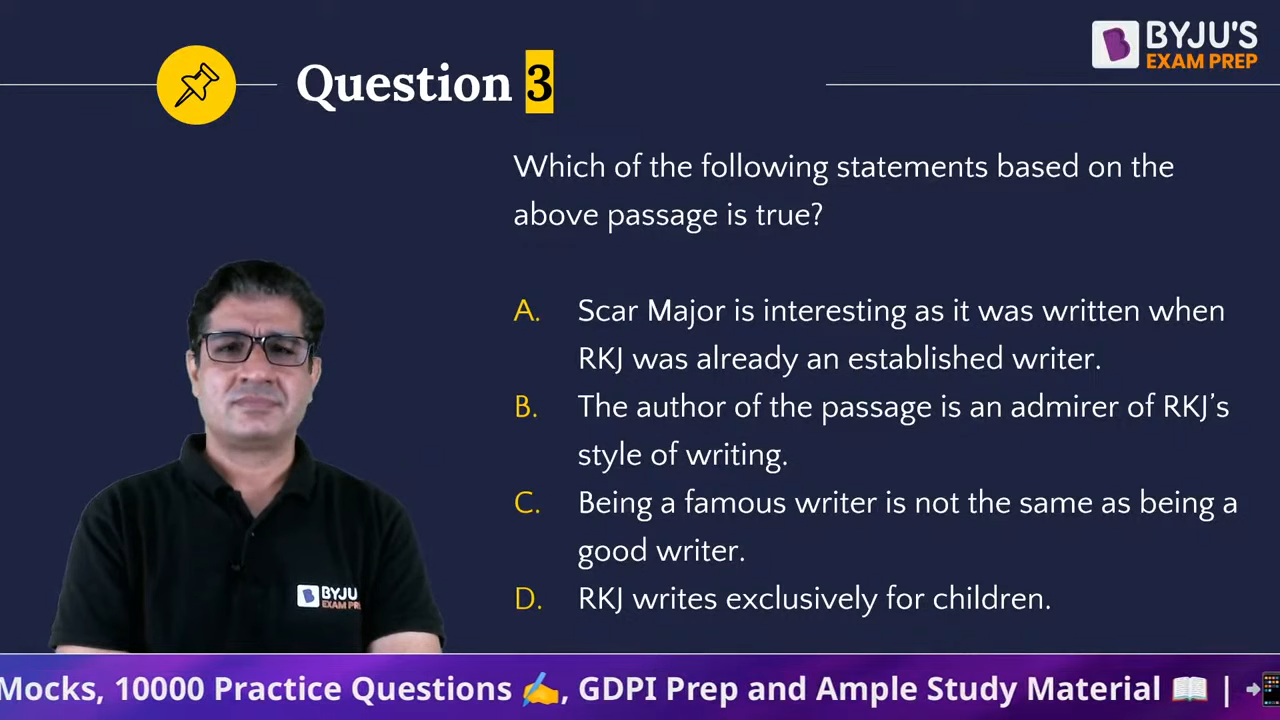 BYJU'S
EXAM PREP
Question 3
Which of the following statements based on the
above passage is true?
A. Scar Major is interesting as it was written when
RKJ was already an established writer.
B. The author of the passage is an admirer of RKJ’s
style of writing.
C. Being a famous writer is not the same as being a
good writer.
D. RKJ writes exclusively for children.
BYJU
EXAM PRE
Mocks, 10000 Practice Questions ✍️, GDPI Prep and Ample Study Material 📖 | 📲